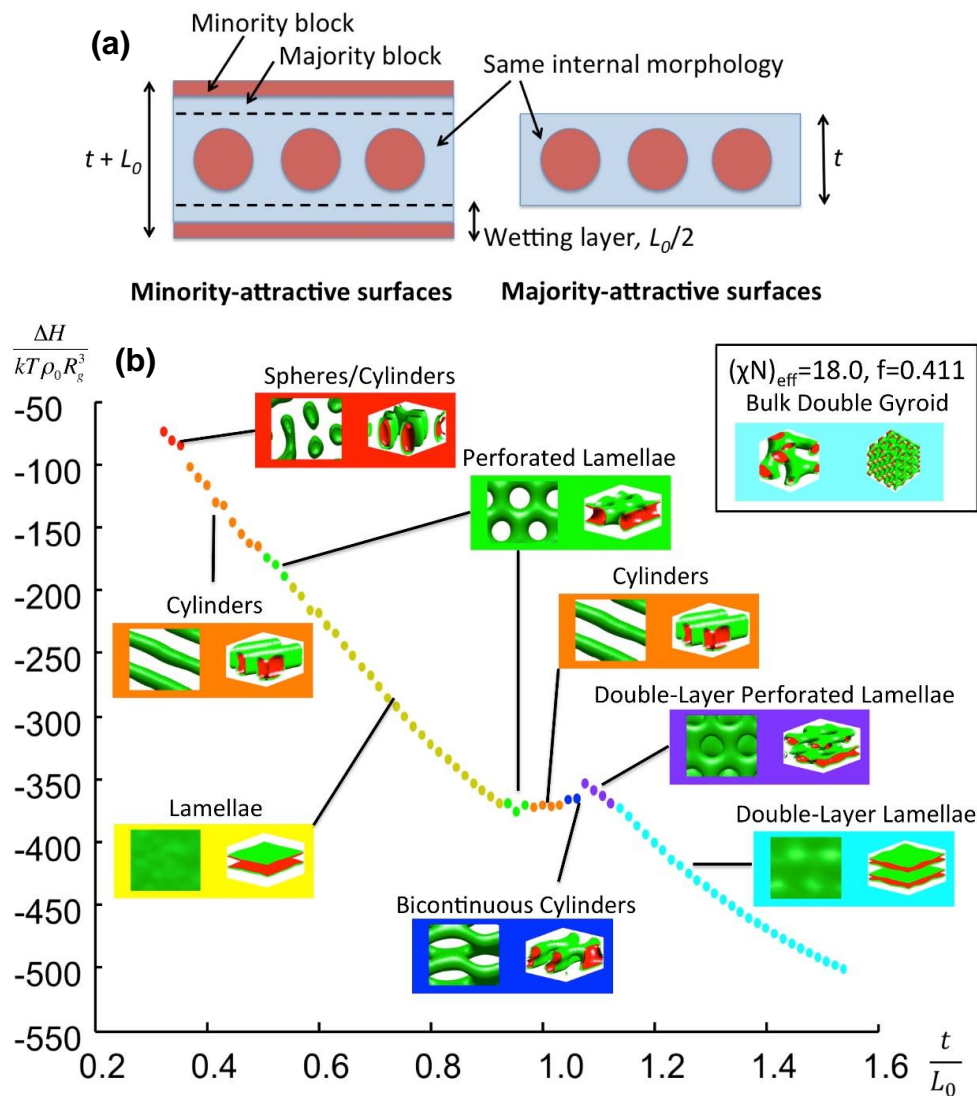 (a)
Minority block
Majority block
Same internal morphology
t + L₀
t
Wetting layer, L₀/2
Minority-attractive surfaces
Majority-attractive surfaces
ΔH
kTρ₀R_g³
(b)
(χN)eff=18.0, f=0.411
Bulk Double Gyroid
Spheres/Cylinders
Perforated Lamellae
Cylinders
Cylinders
Double-Layer Perforated Lamellae
Lamellae
Double-Layer Lamellae
Bicontinuous Cylinders
-50
-100
-150
-200
-250
-300
-350
-400
-450
-500
-550
0.2 0.4 0.6 0.8 1.0 1.2 1.4 1.6
t
L₀